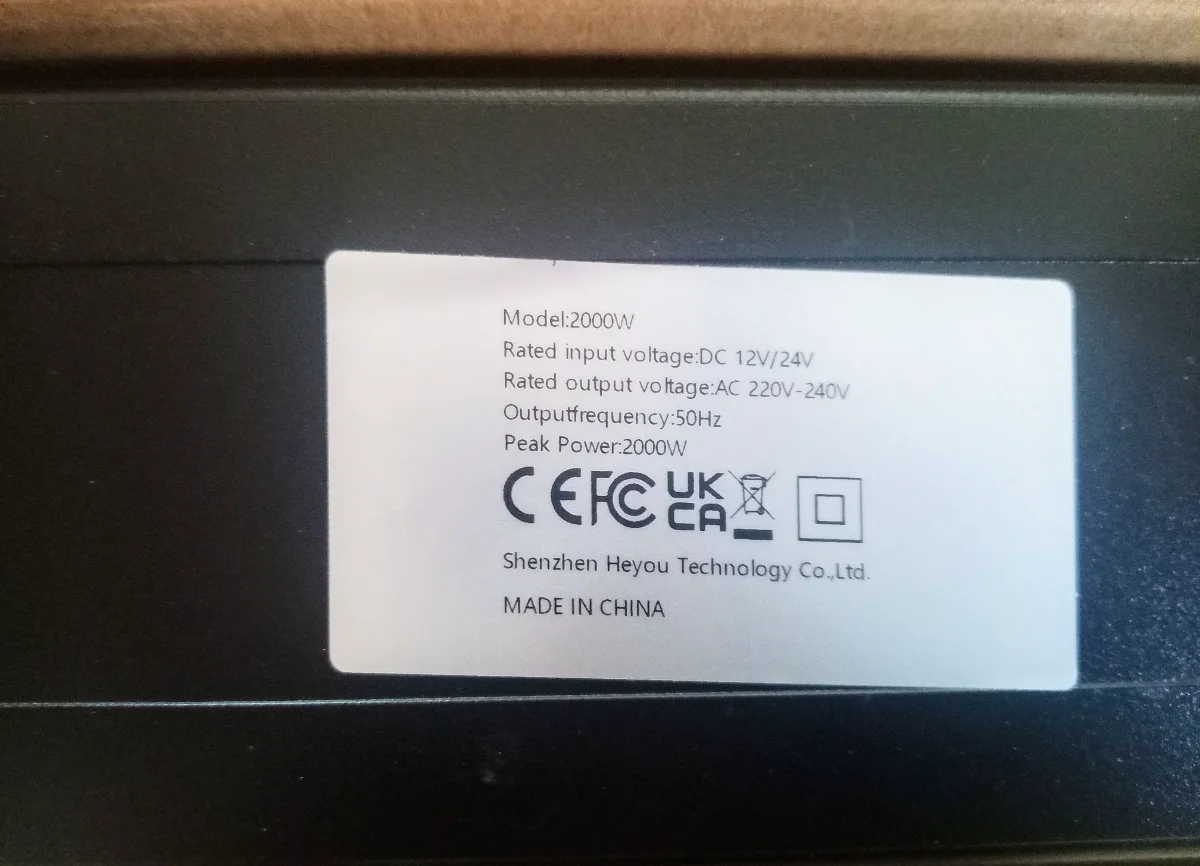 Model:2000W
Rated input voltage:DC 12V/24V
Rated output voltage:AC 220V-240V
Outputfrequency:50Hz
Peak Power:2000W
CE FC UK CA
Shenzhen Heyou Technology Co.,Ltd.
MADE IN CHINA